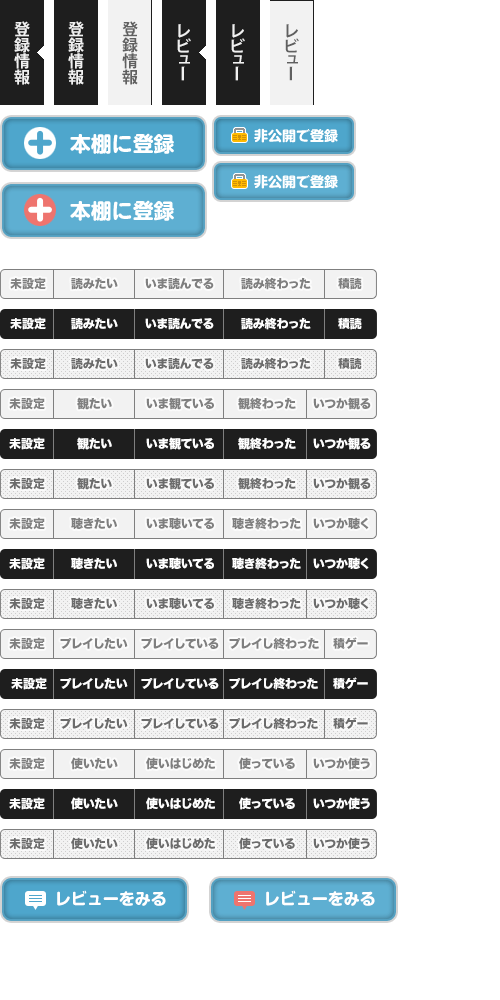 登録情報 登録情報 登録情報 レビュー レビュー レビュー
本棚に登録
非公開で登録
非公開で登録
本棚に登録
未設定 読みたい いま読んでる 読み終わった 積読
未設定 読みたい いま読んでる 読み終わった 積読
未設定 読みたい いま読んでる 読み終わった 積読
未設定 観たい いま観ている 観終わった いつか観る
未設定 観たい いま観ている 観終わった いつか観る
未設定 観たい いま観ている 観終わった いつか観る
未設定 聴きたい いま聴いてる 聴き終わった いつか聴く
未設定 聴きたい いま聴いてる 聴き終わった いつか聴く
未設定 聴きたい いま聴いてる 聴き終わった いつか聴く
未設定 プレイしたい プレイしている プレイし終わった 積ゲー
未設定 プレイしたい プレイしている プレイし終わった 積ゲー
未設定 プレイしたい プレイしている プレイし終わった 積ゲー
未設定 使いたい 使いはじめた 使っている いつか使う
未設定 使いたい 使いはじめた 使っている いつか使う
未設定 使いたい 使いはじめた 使っている いつか使う
レビューをみる レビューをみる